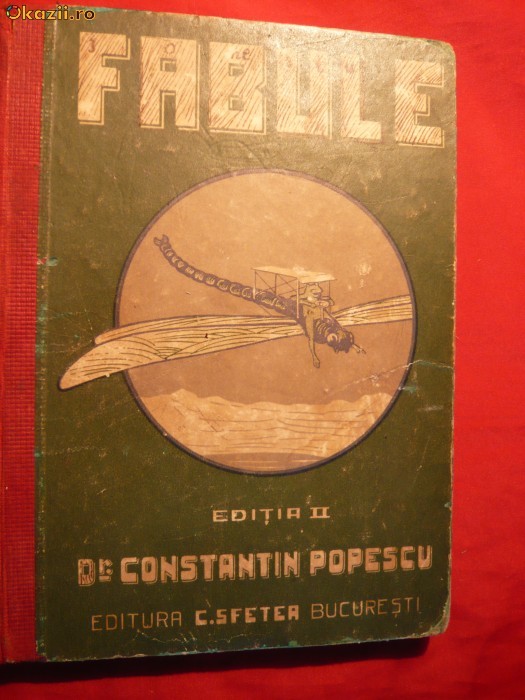 Okazii.ro
FABULE
EDIȚIA II
Dr. CONSTANTIN POPESCU
EDITURA C. SFETEA BUCUREȘTI